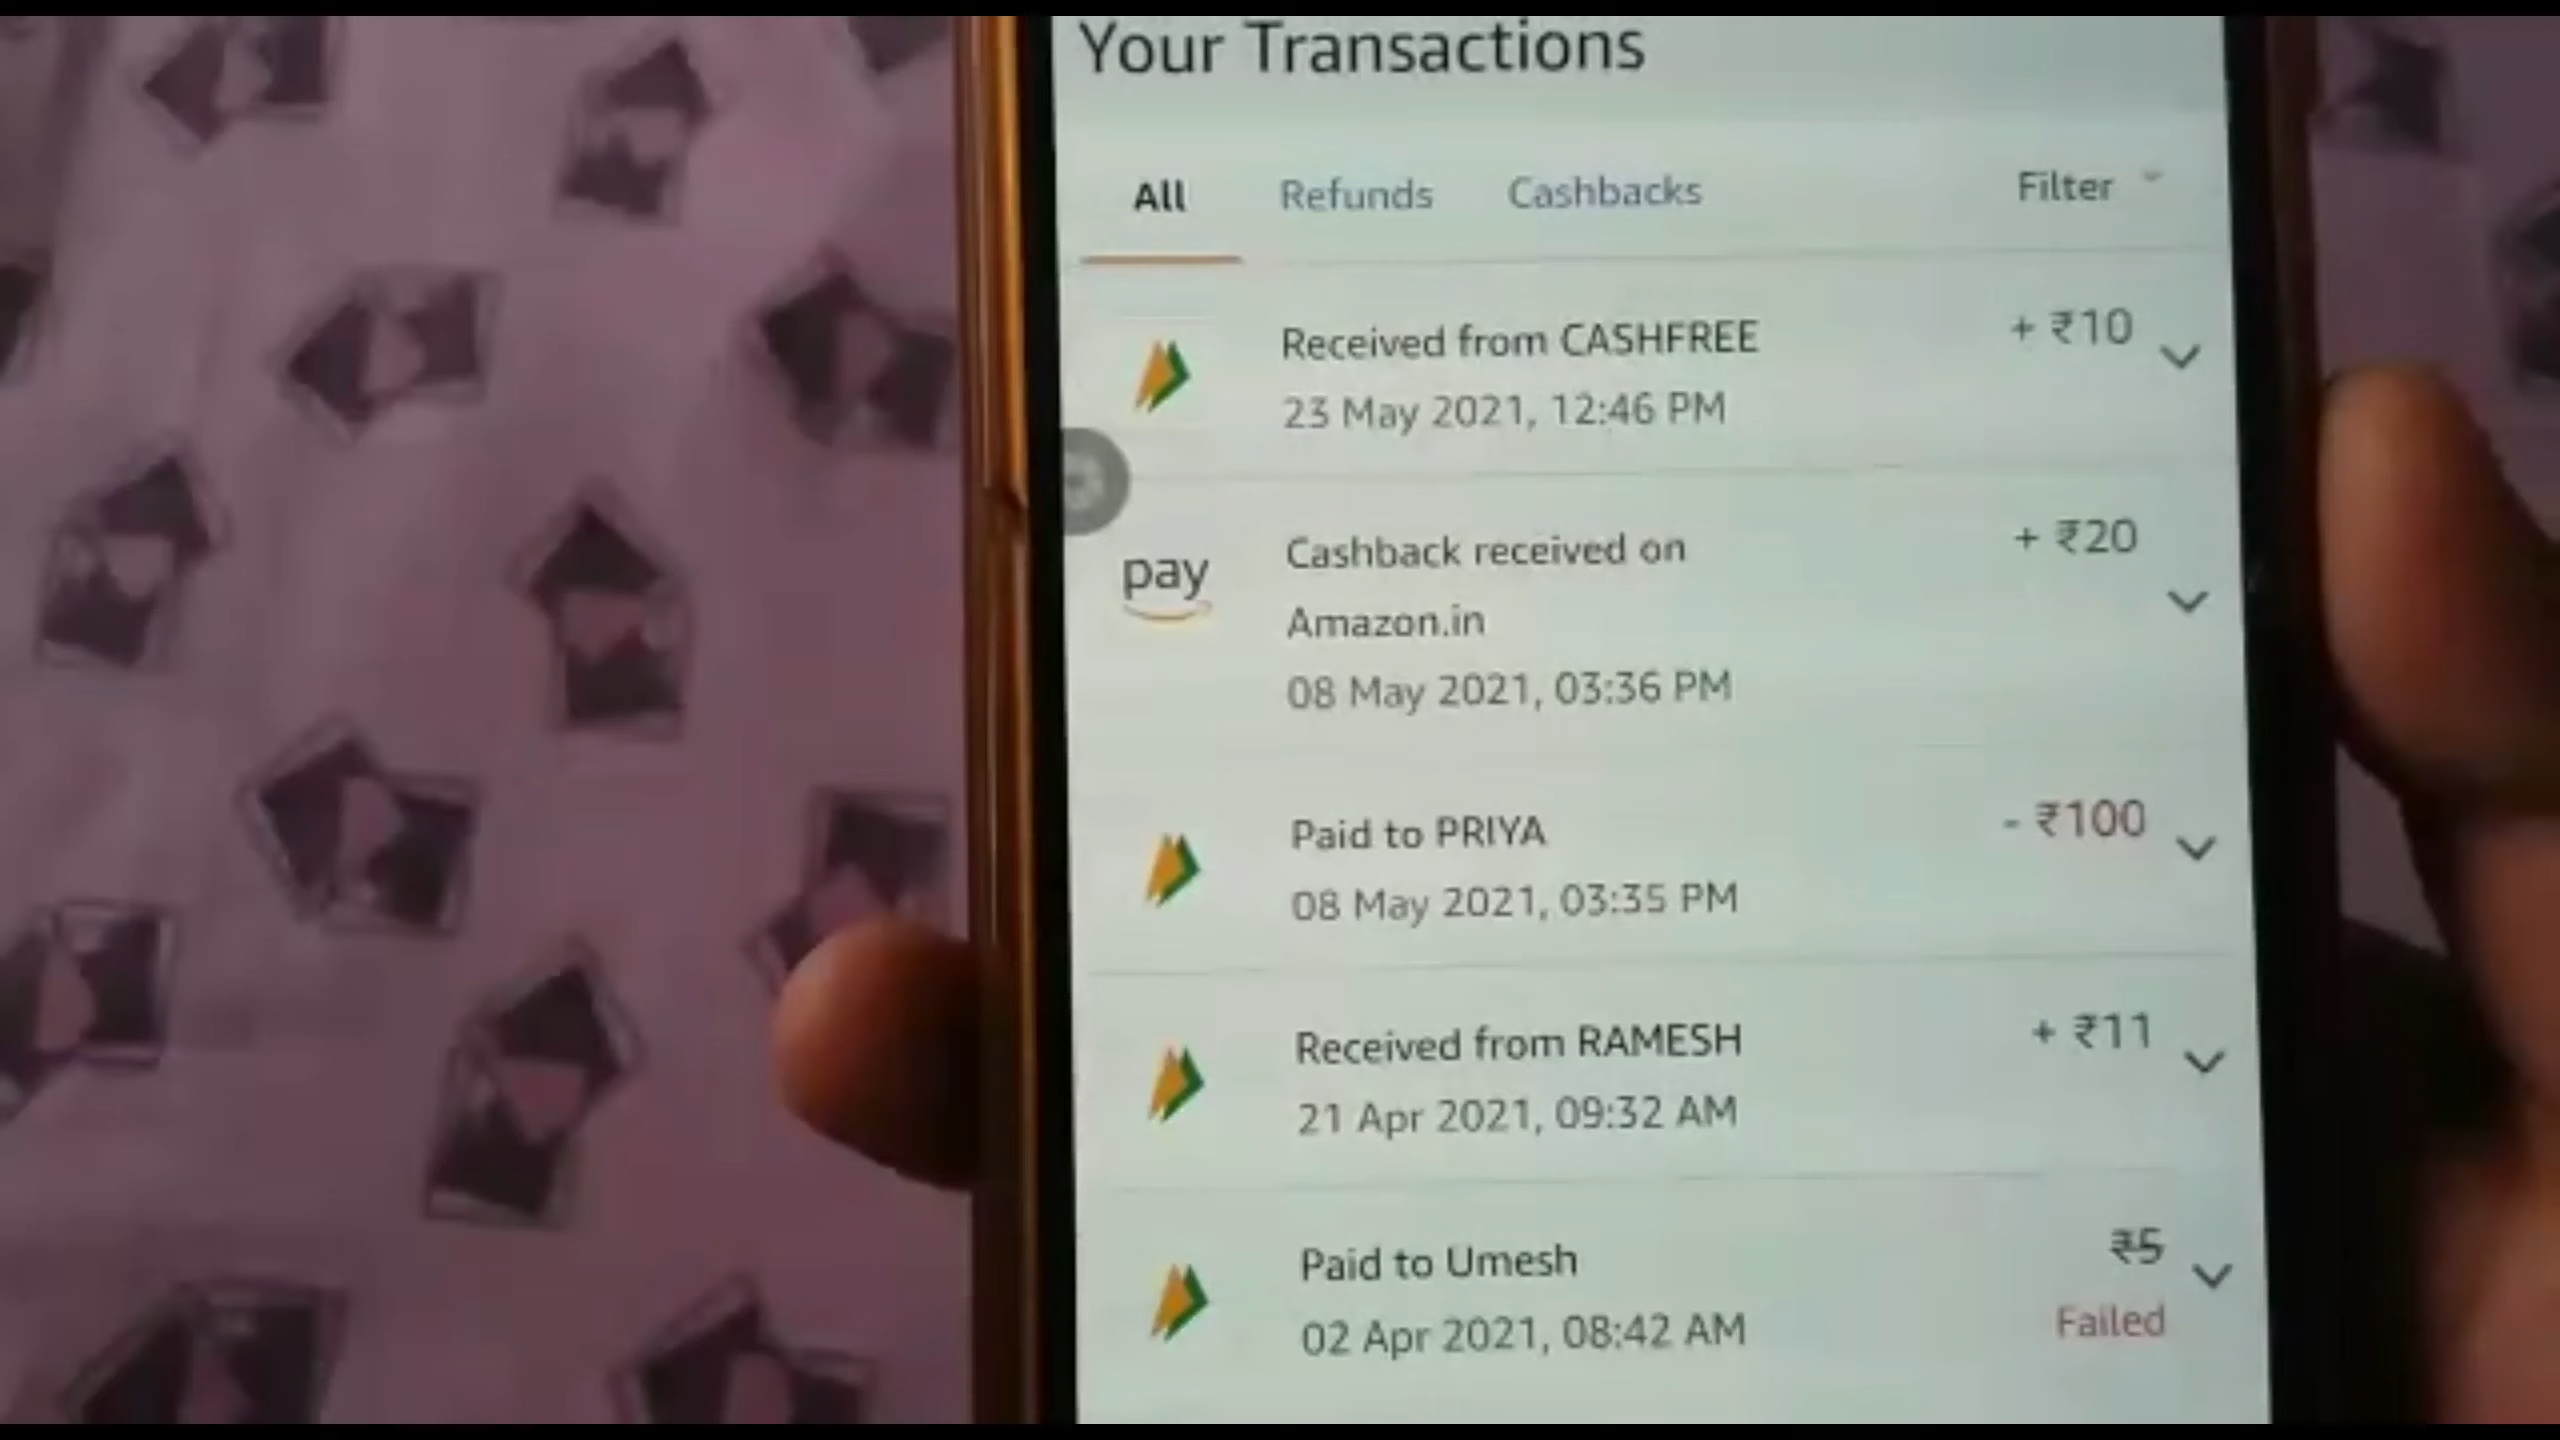 Your Transactions
All Refunds Cashbacks Filter
Received from CASHFREE + ₹10
23 May 2021, 12:46 PM
pay
Cashback received on + ₹20
Amazon.in
08 May 2021, 03:36 PM
Paid to PRIYA - ₹100
08 May 2021, 03:35 PM
Received from RAMESH + ₹11
21 Apr 2021, 09:32 AM
Paid to Umesh ₹5
02 Apr 2021, 08:42 AM Failed